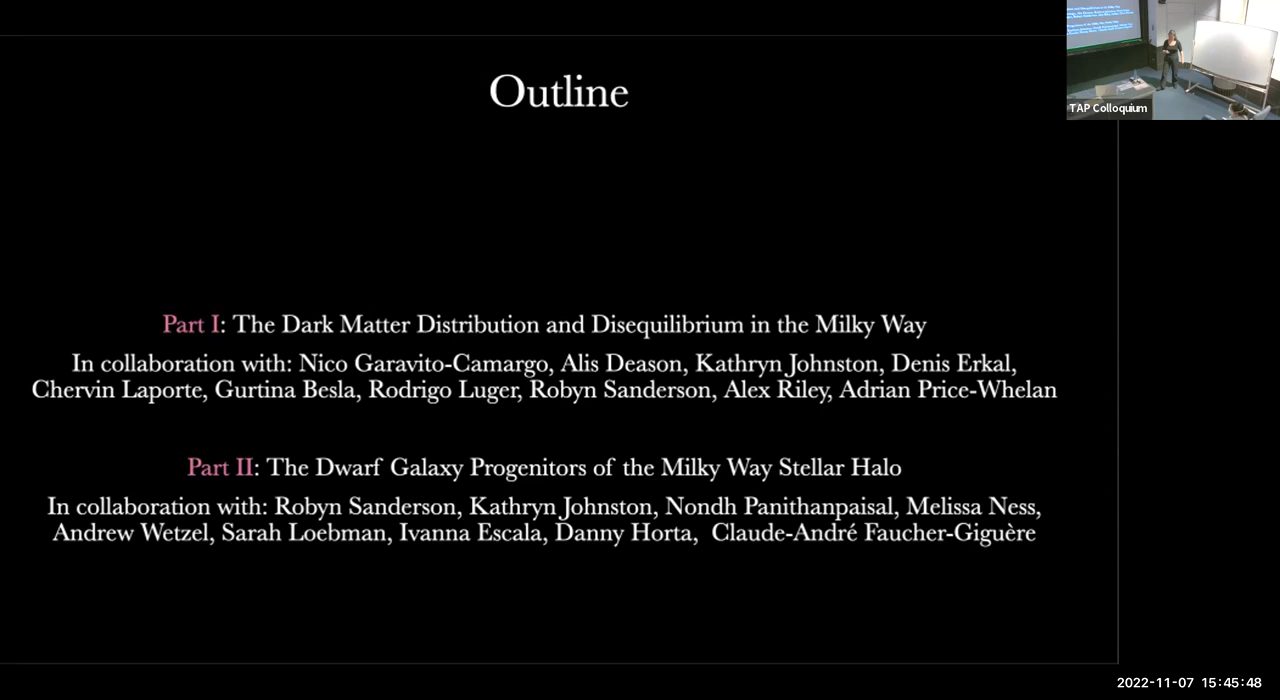 Outline
TAP Colloquium
Part I: The Dark Matter Distribution and Disequilibrium in the Milky Way
In collaboration with: Nico Garavito-Camargo, Alis Deason, Kathryn Johnston, Denis Erkal,
Chervin Laporte, Gurtina Besla, Rodrigo Luger, Robyn Sanderson, Alex Riley, Adrian Price-Whelan
Part II: The Dwarf Galaxy Progenitors of the Milky Way Stellar Halo
In collaboration with: Robyn Sanderson, Kathryn Johnston, Nondh Panithanpaisal, Melissa Ness,
Andrew Wetzel, Sarah Loebman, Ivanna Escala, Danny Horta, Claude-André Faucher-Giguère
2022-11-07 15:45:48